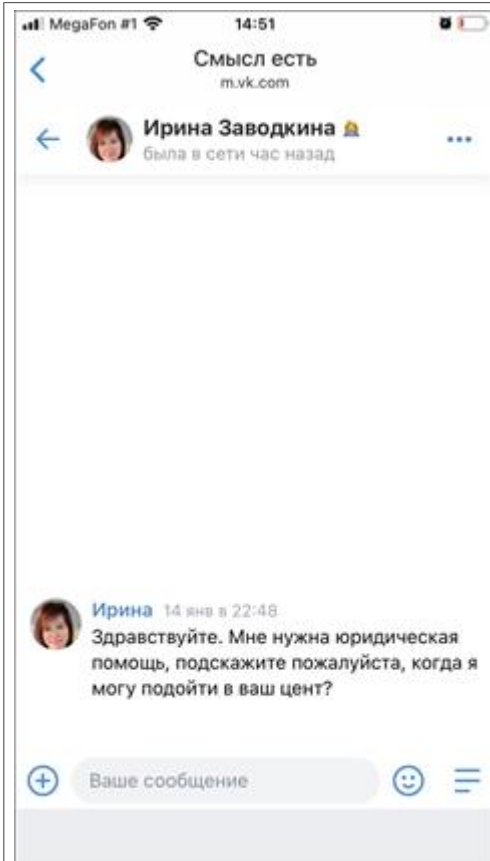 MegaFon #1 14:51
Смысл есть
m.vk.com
Ирина Заводкина
была в сети час назад
Ирина 14 янв в 22:48
Здравствуйте. Мне нужна юридическая
помощь, подскажите пожалуйста, когда я
могу подойти в ваш цент?
Ваше сообщение